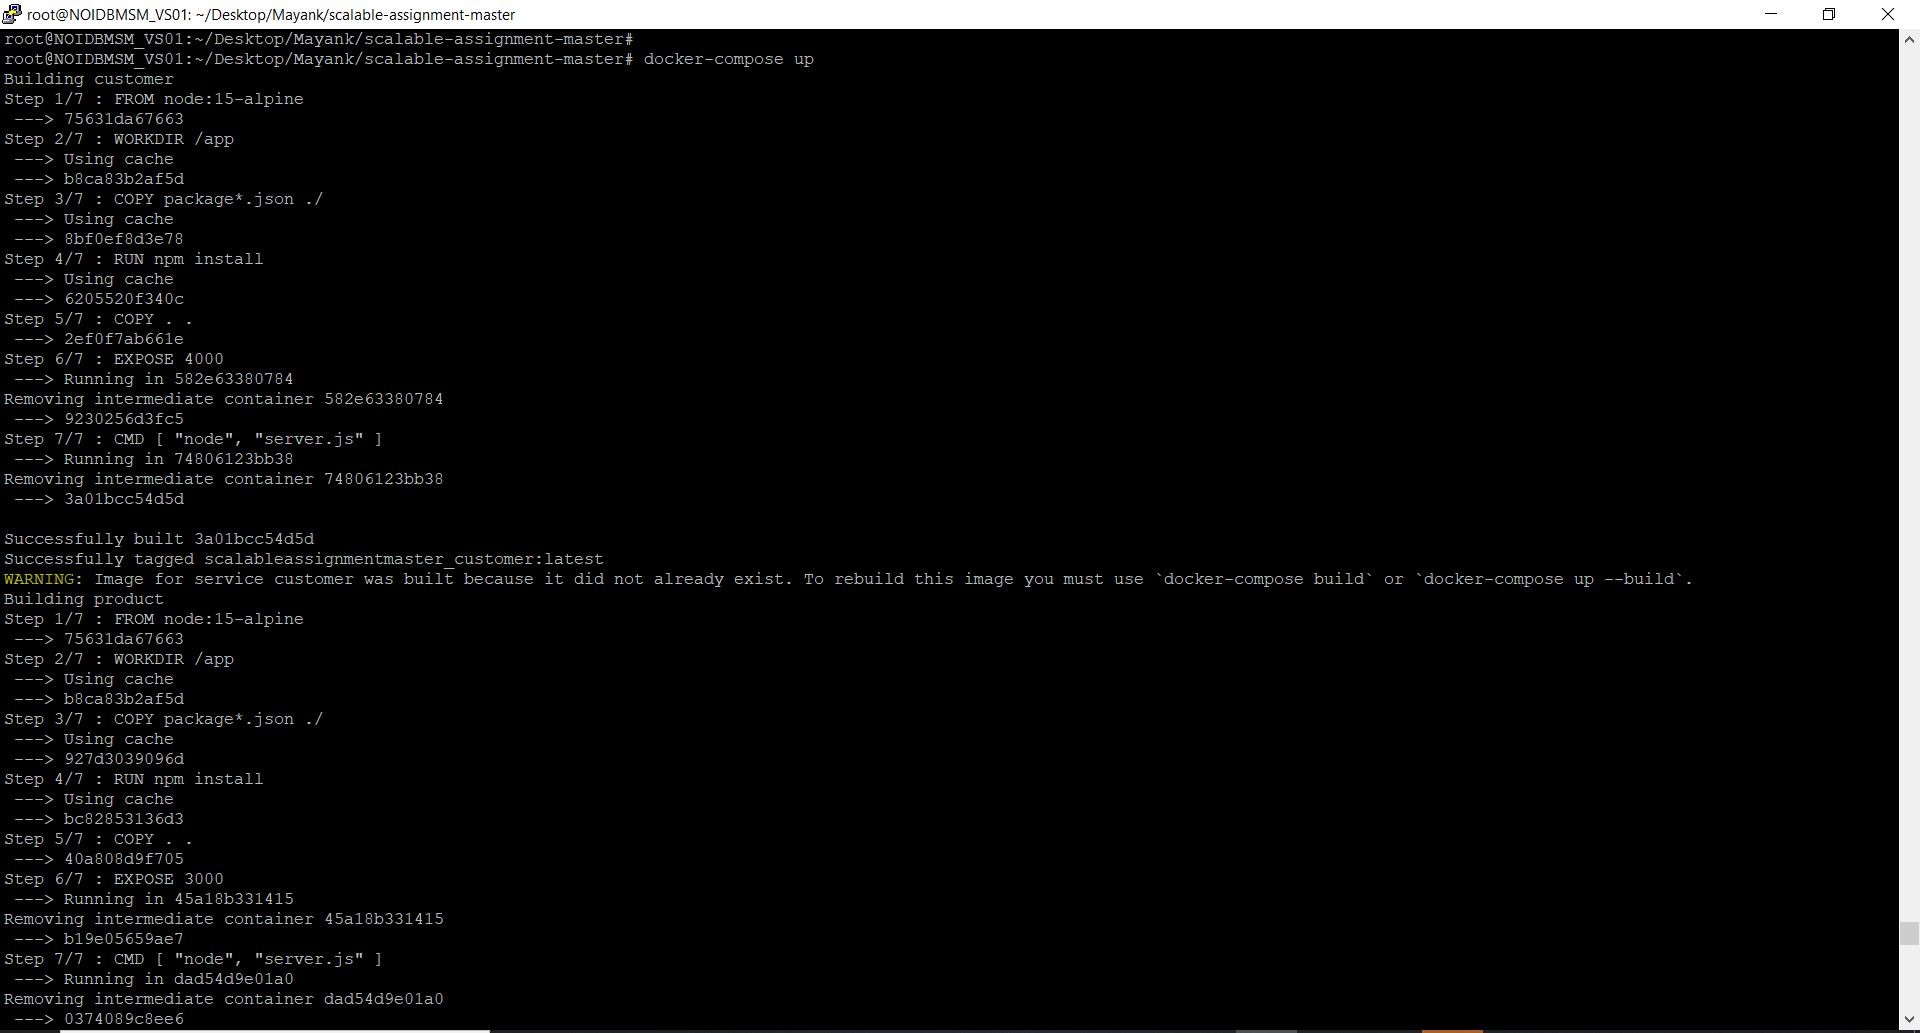 root@NOIDBMSM_VS01: ~/Desktop/Mayank/scalable-assignment-master
root@NOIDBMSM_VS01:~/Desktop/Mayank/scalable-assignment-master#
root@NOIDBMSM_VS01:~/Desktop/Mayank/scalable-assignment-master# docker-compose up
Building customer
Step 1/7 : FROM node:15-alpine
 ---> 75631da67663
Step 2/7 : WORKDIR /app
 ---> Using cache
 ---> b8ca83b2af5d
Step 3/7 : COPY package*.json ./
 ---> Using cache
 ---> 8bf0ef8d3e78
Step 4/7 : RUN npm install
 ---> Using cache
 ---> 6205520f340c
Step 5/7 : COPY . .
 ---> 2ef0f7ab661e
Step 6/7 : EXPOSE 4000
 ---> Running in 582e63380784
Removing intermediate container 582e63380784
 ---> 9230256d3fc5
Step 7/7 : CMD [ "node", "server.js" ]
 ---> Running in 74806123bb38
Removing intermediate container 74806123bb38
 ---> 3a01bcc54d5d
Successfully built 3a01bcc54d5d
Successfully tagged scalableassignmentmaster_customer:latest
WARNING: Image for service customer was built because it did not already exist. To rebuild this image you must use `docker-compose build` or `docker-compose up --build`.
Building product
Step 1/7 : FROM node:15-alpine
 ---> 75631da67663
Step 2/7 : WORKDIR /app
 ---> Using cache
 ---> b8ca83b2af5d
Step 3/7 : COPY package*.json ./
 ---> Using cache
 ---> 927d3039096d
Step 4/7 : RUN npm install
 ---> Using cache
 ---> bc82853136d3
Step 5/7 : COPY . .
 ---> 40a808d9f705
Step 6/7 : EXPOSE 3000
 ---> Running in 45a18b331415
Removing intermediate container 45a18b331415
 ---> b19e05659ae7
Step 7/7 : CMD [ "node", "server.js" ]
 ---> Running in dad54d9e01a0
Removing intermediate container dad54d9e01a0
 ---> 0374089c8ee6